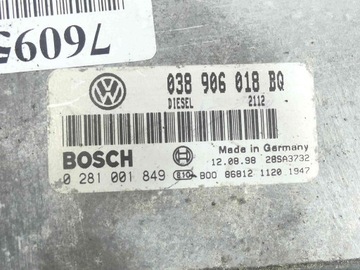 76095
038 906 018 BQ
DIESEL 2112
BOSCH
Made in Germany
12.08.98 28SA3732
0 281 001 849 B00 86812 1120 1947